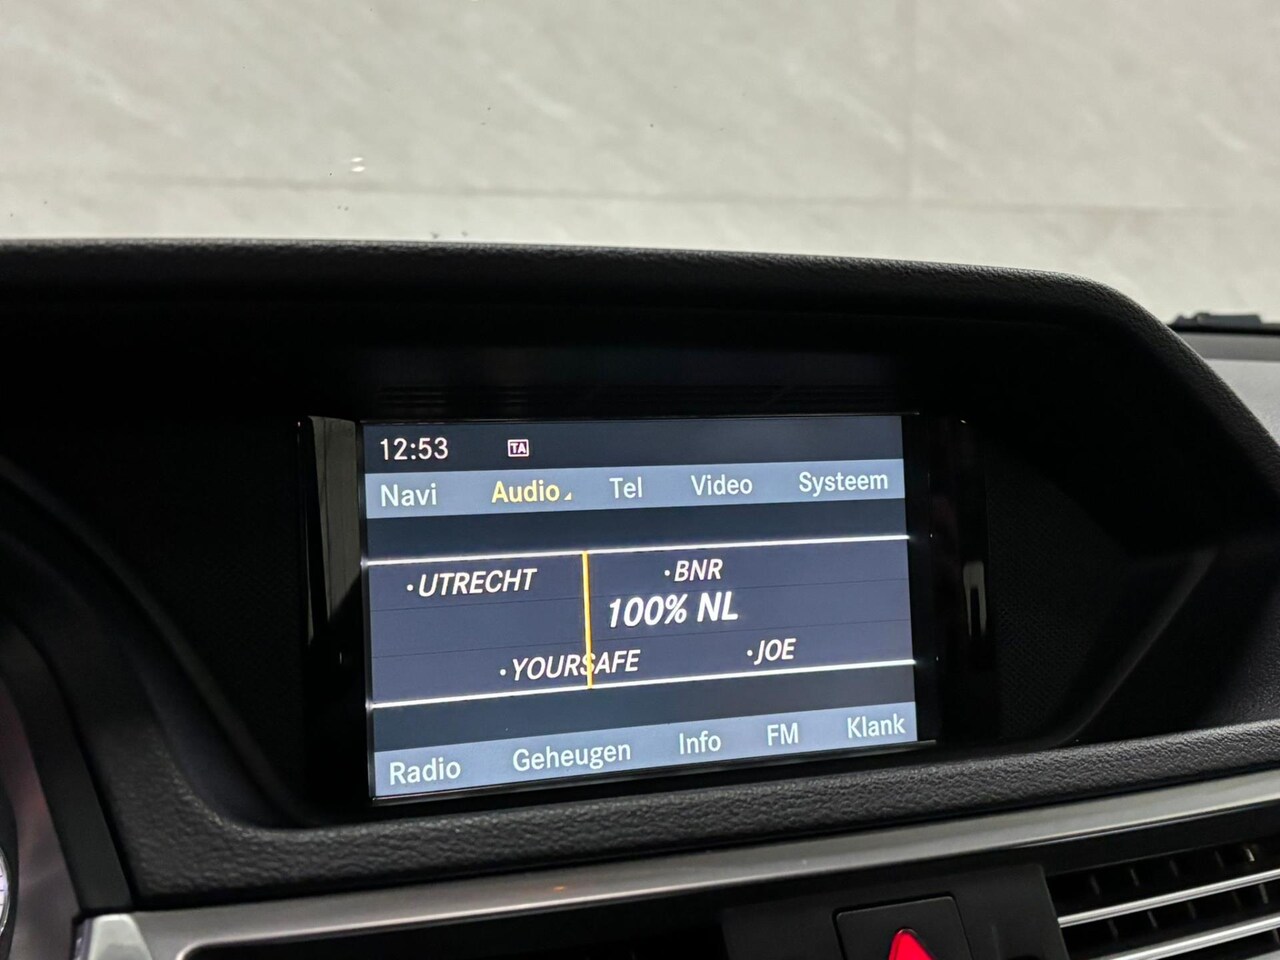 12:53 TA
Navi Audio Tel Video Systeem
•UTRECHT •BNR
100% NL
•YOURSAFE •JOE
Radio Geheugen Info FM Klank